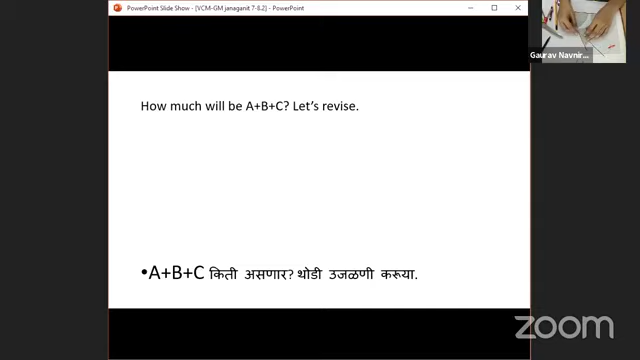 PowerPoint Slide Show - [VCM-GM janaganit 7-8.2] - PowerPoint
Gaurav Navnir...
How much will be A+B+C? Let's revise.
•A+B+C किती असणार? थोडी उजळणी करूया.
zoom